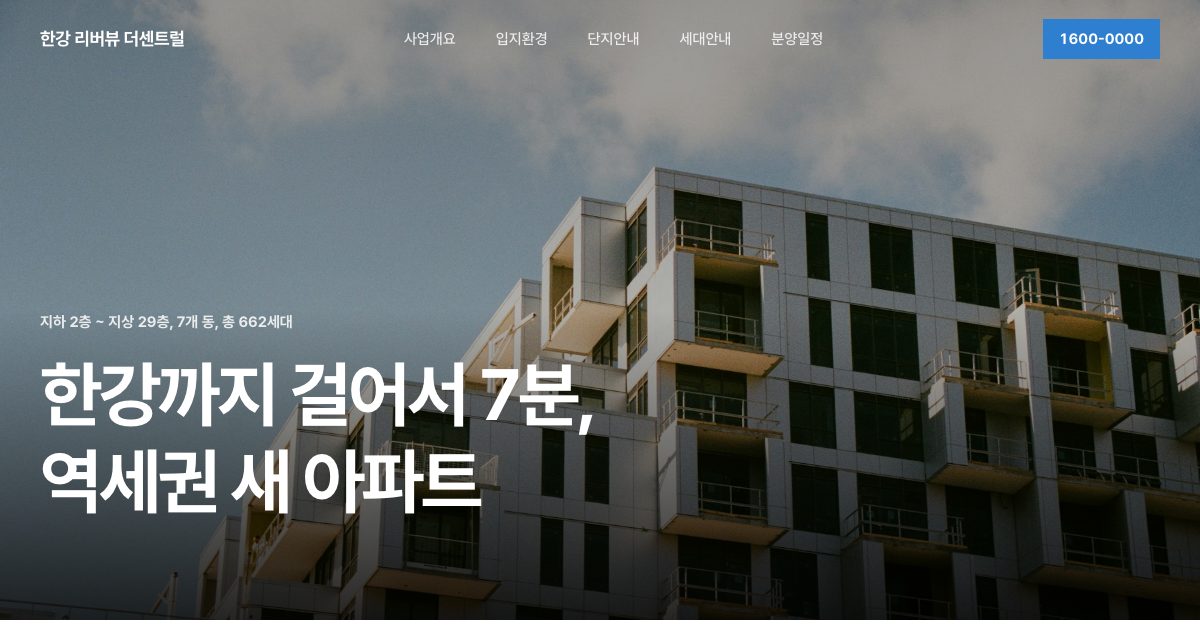 한강 리버뷰 더센트럴
사업개요 입지환경 단지안내 세대안내 분양일정
1600-0000
지하 2층 ~ 지상 29층, 7개 동, 총 662세대
한강까지 걸어서 7분,
역세권 새 아파트